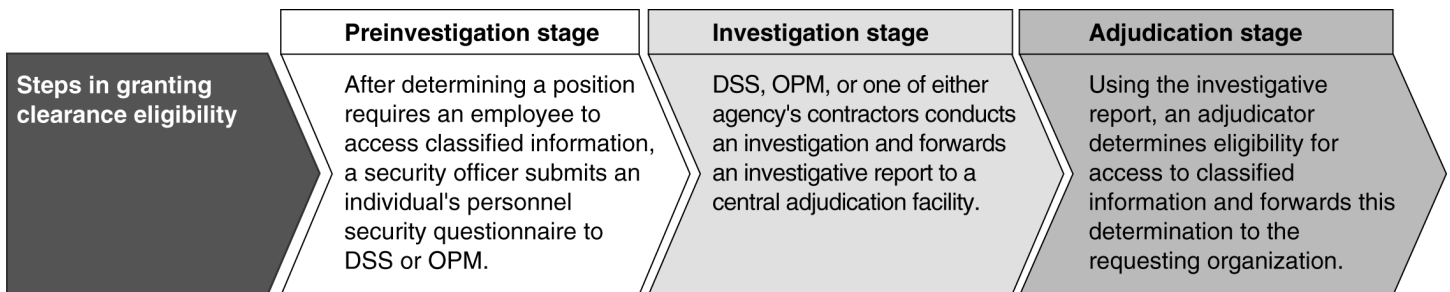 Steps in granting
clearance eligibility
Preinvestigation stage
After determining a position
requires an employee to
access classified information,
a security officer submits an
individual's personnel
security questionnaire to
DSS or OPM.
Investigation stage
DSS, OPM, or one of either
agency's contractors conducts
an investigation and forwards
an investigative report to a
central adjudication facility.
Adjudication stage
Using the investigative
report, an adjudicator
determines eligibility for
access to classified
information and forwards this
determination to the
requesting organization.